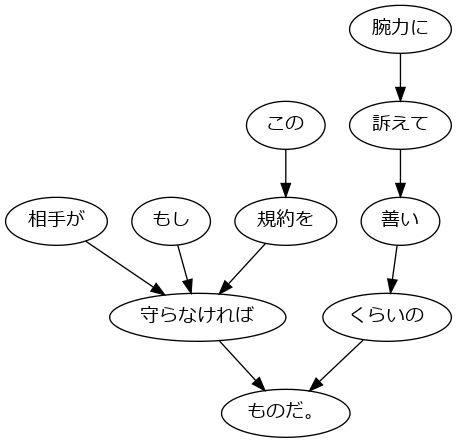 腕力に
この
訴えて
相手が
もし
規約を
善い
守らなければ
くらいの
ものだ。